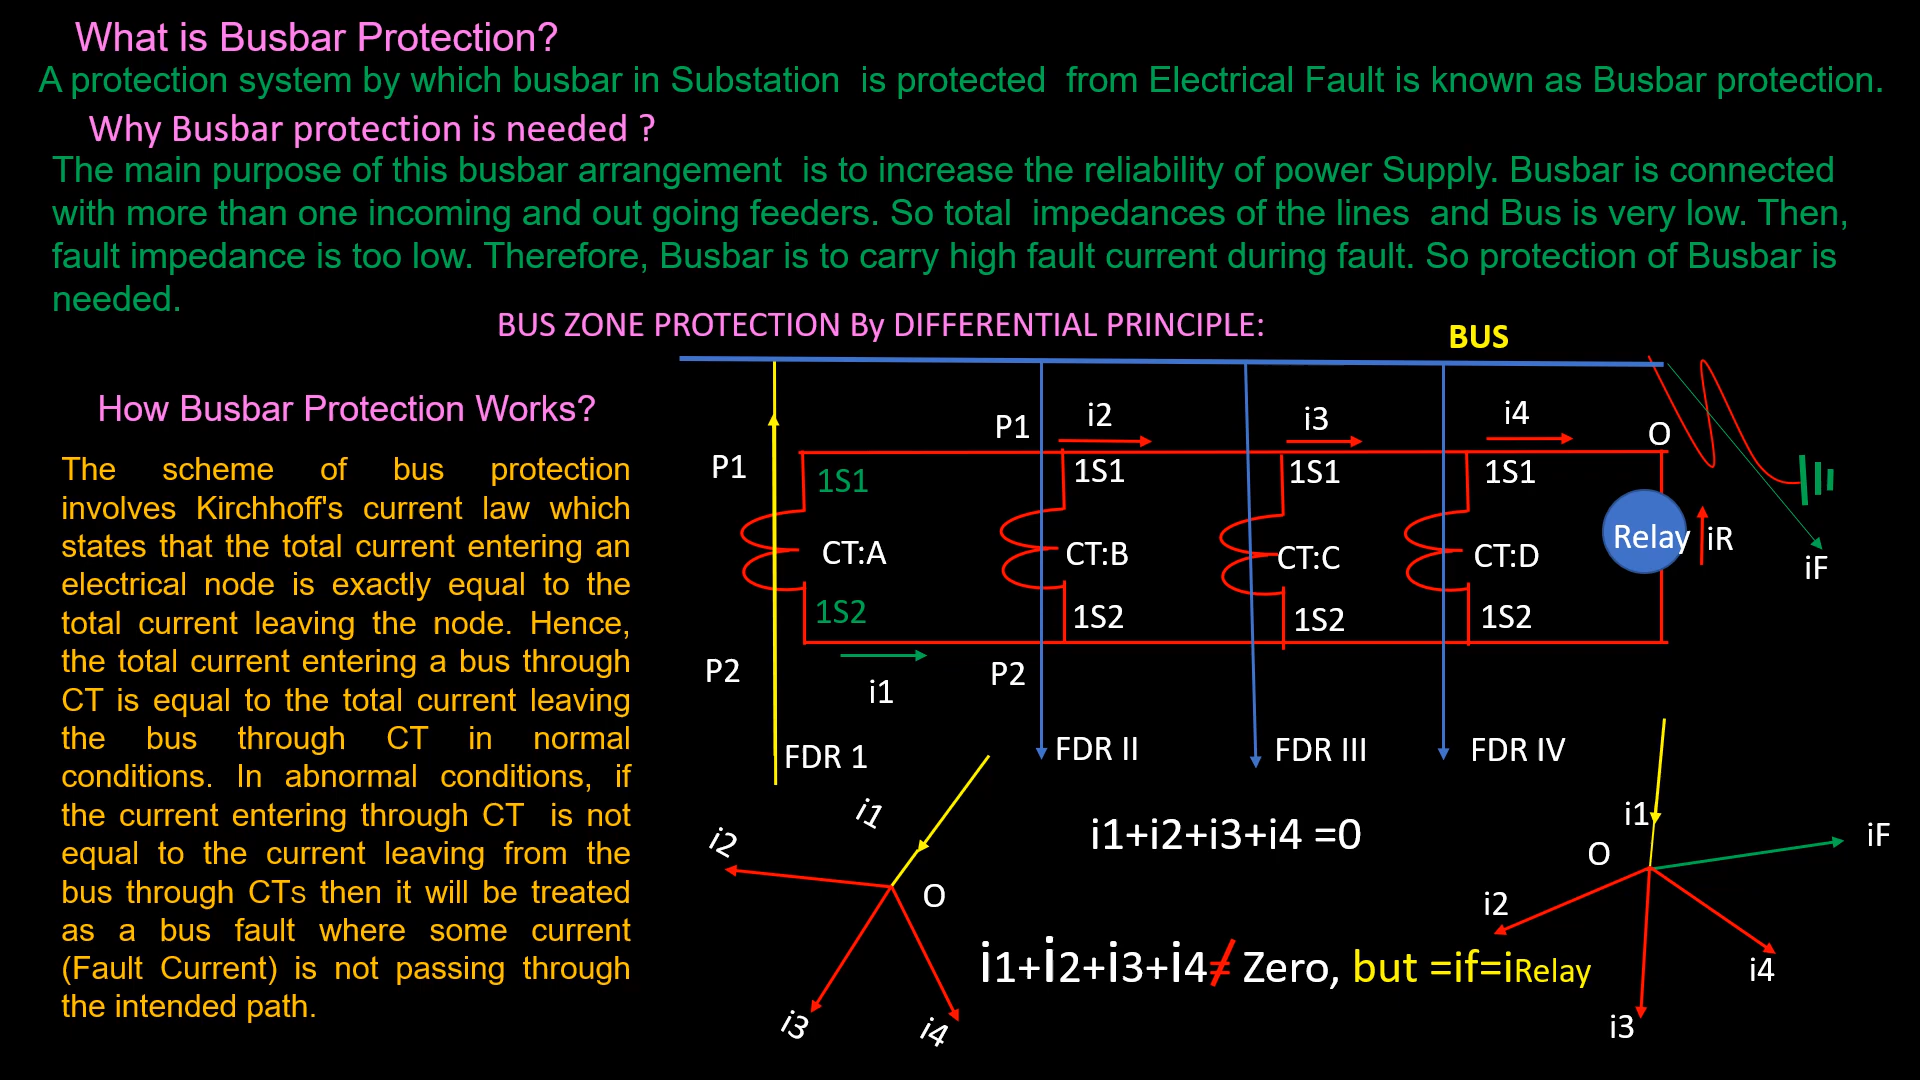 What is Busbar Protection?
A protection system by which busbar in Substation is protected from Electrical Fault is known as Busbar protection.
Why Busbar protection is needed ?
The main purpose of this busbar arrangement is to increase the reliability of power Supply. Busbar is connected
with more than one incoming and out going feeders. So total impedances of the lines and Bus is very low. Then,
fault impedance is too low. Therefore, Busbar is to carry high fault current during fault. So protection of Busbar is
needed.
BUS ZONE PROTECTION By DIFFERENTIAL PRINCIPLE:
BUS
How Busbar Protection Works?
The scheme of bus protection
involves Kirchhoff's current law which
states that the total current entering an
electrical node is exactly equal to the
total current leaving the node. Hence,
the total current entering a bus through
CT is equal to the total current leaving
the bus through CT in normal
conditions. In abnormal conditions, if
the current entering through CT is not
equal to the current leaving from the
bus through CTs then it will be treated
as a bus fault where some current
(Fault Current) is not passing through
the intended path.
P1 i2 i3 i4 O
P1 1S1 1S1 1S1 1S1
CT:A CT:B CT:C CT:D Relay iR iF
1S2 1S2 1S2 1S2
P2 i1 P2
FDR 1 FDR II FDR III FDR IV
i1
i2
O
i3
i4
i1+i2+i3+i4 =0
i1+i2+i3+i4≠ Zero, but =if=iRelay
i1
iF
O
i2
i4
i3